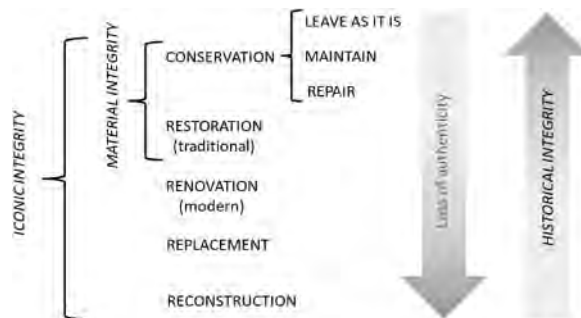 LEAVE AS IT IS
CONSERVATION
MAINTAIN
REPAIR
RESTORATION
(traditional)
RENOVATION
(modern)
REPLACEMENT
RECONSTRUCTION
ICONIC INTEGRITY
MATERIAL INTEGRITY
Loss of authenticity
HISTORICAL INTEGRITY